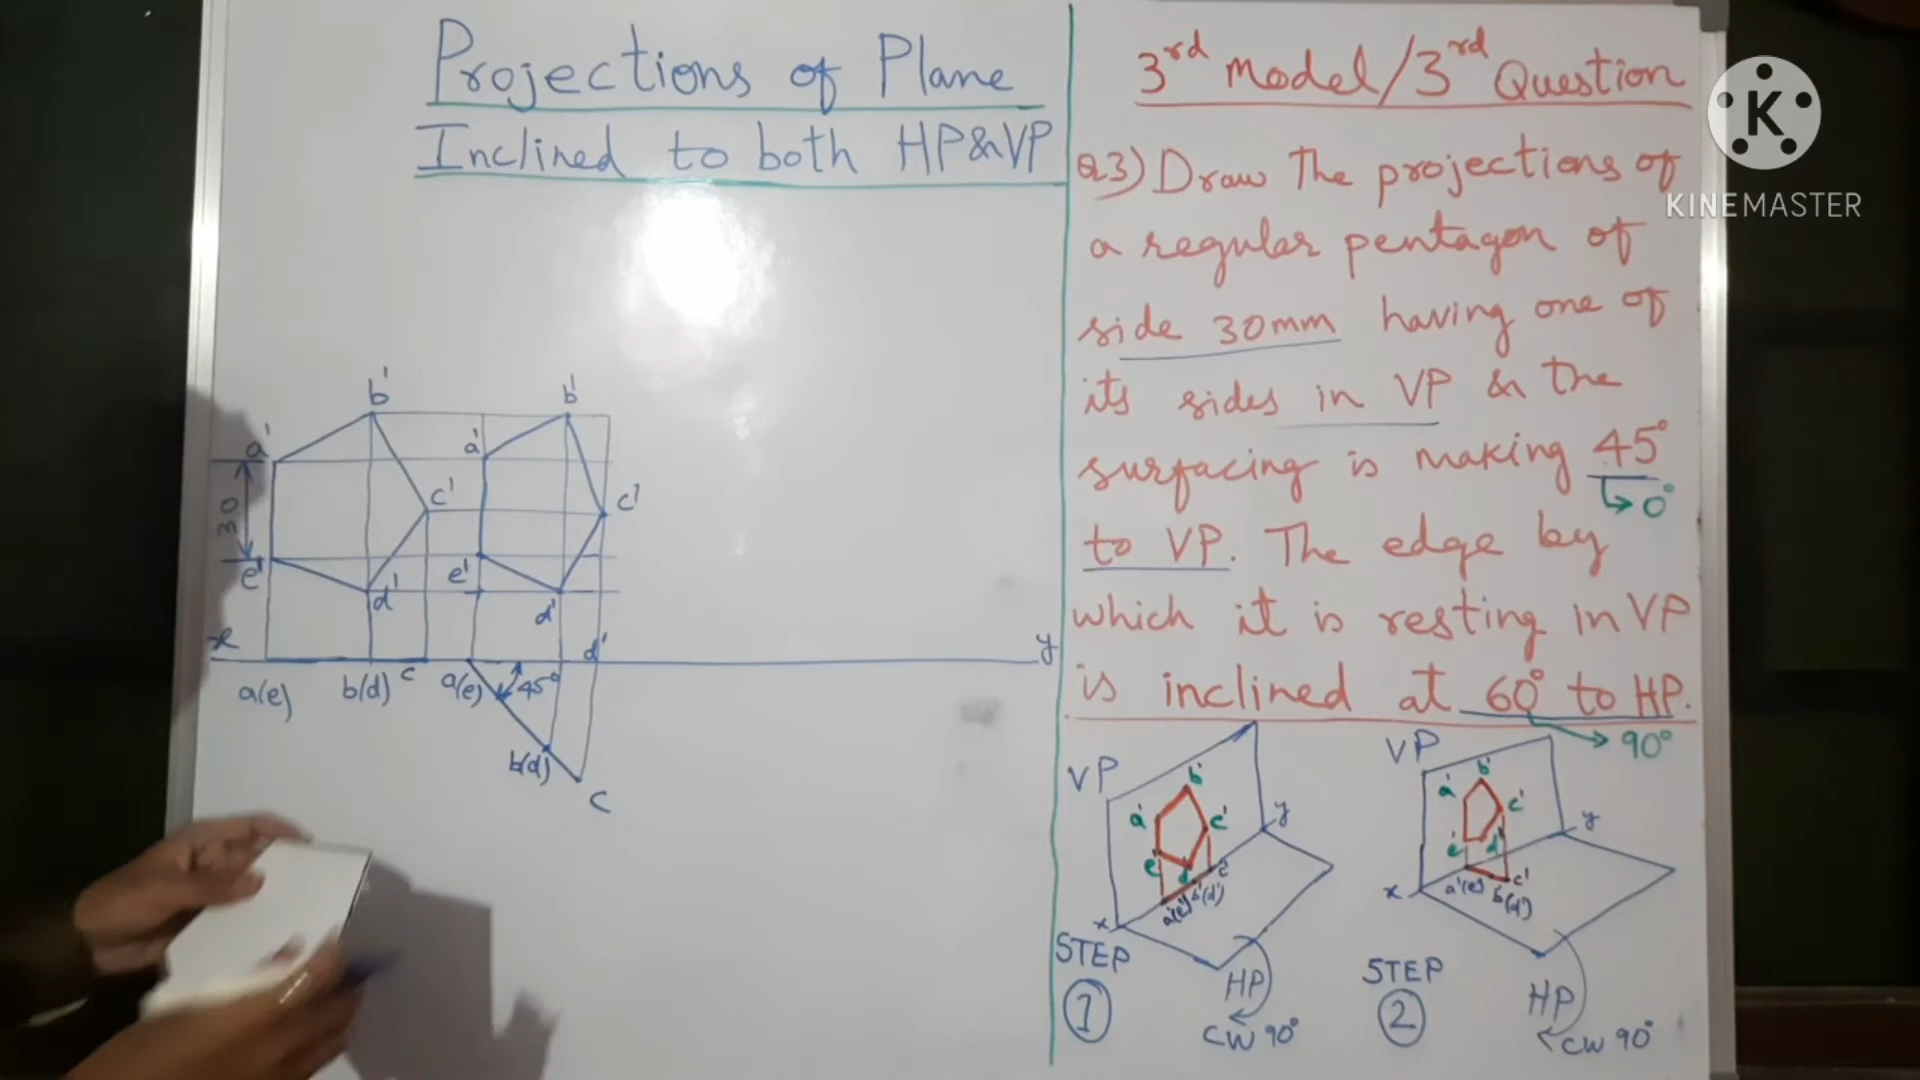 Projections of Plane
Inclined to both HP&VP
3rd model/3rd Question
Q3) Draw The projections of
a regular pentagon of
side 30mm having one of
its sides in VP & the
surfacing is making 45°
↳ 0°
to VP. The edge by
which it is resting in VP
is inclined at 60° to HP.
→ 90°
K
KINEMASTER
b'
a'
c'
30
e'
d'
b'
a'
c'
e'
d'
d'
x
y
a(e)
b(d)
c
a(e)
45°
b(d)
c
VP
b'
a'
c'
e'
d'
c'
a'(e')
b'(d')
x
y
HP
CW 90°
STEP
1
VP
b'
a'
c'
e'
d'
c'
a'(e)
b(d')
x
y
HP
CW 90°
STEP
2